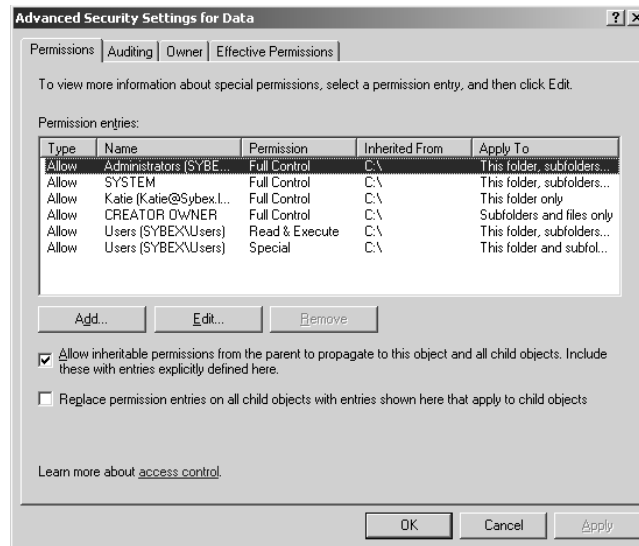 Advanced Security Settings for Data
Permissions Auditing Owner Effective Permissions
To view more information about special permissions, select a permission entry, and then click Edit.
Permission entries:
Type Name Permission Inherited From Apply To
Allow Administrators (SYBE... Full Control C:\ This folder, subfolders...
Allow SYSTEM Full Control C:\ This folder, subfolders...
Allow Katie (Katie@Sybex.l... Full Control C:\ This folder only
Allow CREATOR OWNER Full Control C:\ Subfolders and files only
Allow Users (SYBEX\Users) Read & Execute C:\ This folder, subfolders...
Allow Users (SYBEX\Users) Special C:\ This folder and subfol...
Add... Edit... Remove
Allow inheritable permissions from the parent to propagate to this object and all child objects. Include
these with entries explicitly defined here.
Replace permission entries on all child objects with entries shown here that apply to child objects
Learn more about access control.
OK Cancel Apply